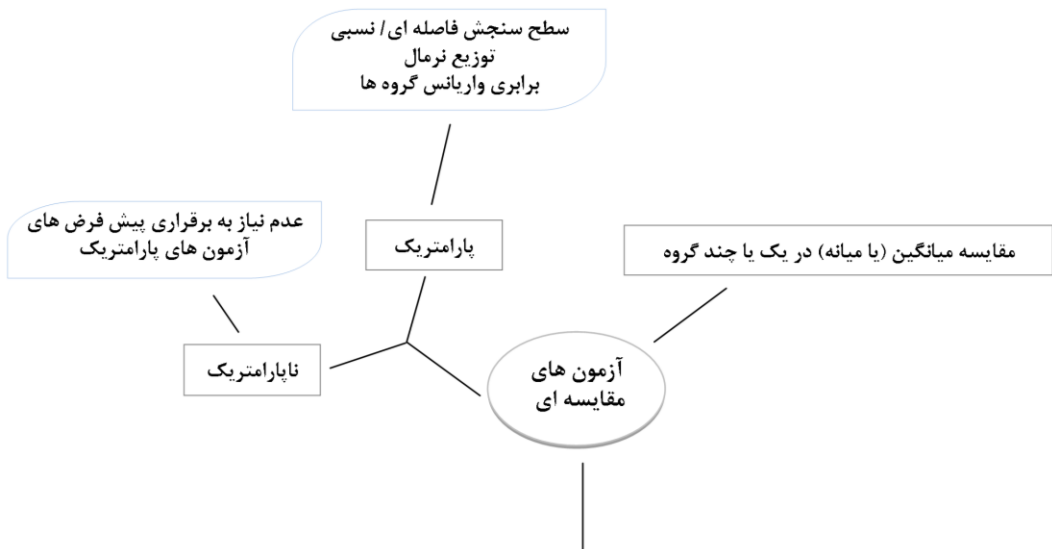 سطح سنجش فاصله ای/ نسبی
توزیع نرمال
برابری واریانس گروه ها
عدم نیاز به برقراری پیش فرض های
آزمون های پارامتریک
پارامتریک
مقایسه میانگین (یا میانه) در یک یا چند گروه
ناپارامتریک
آزمون های
مقایسه ای